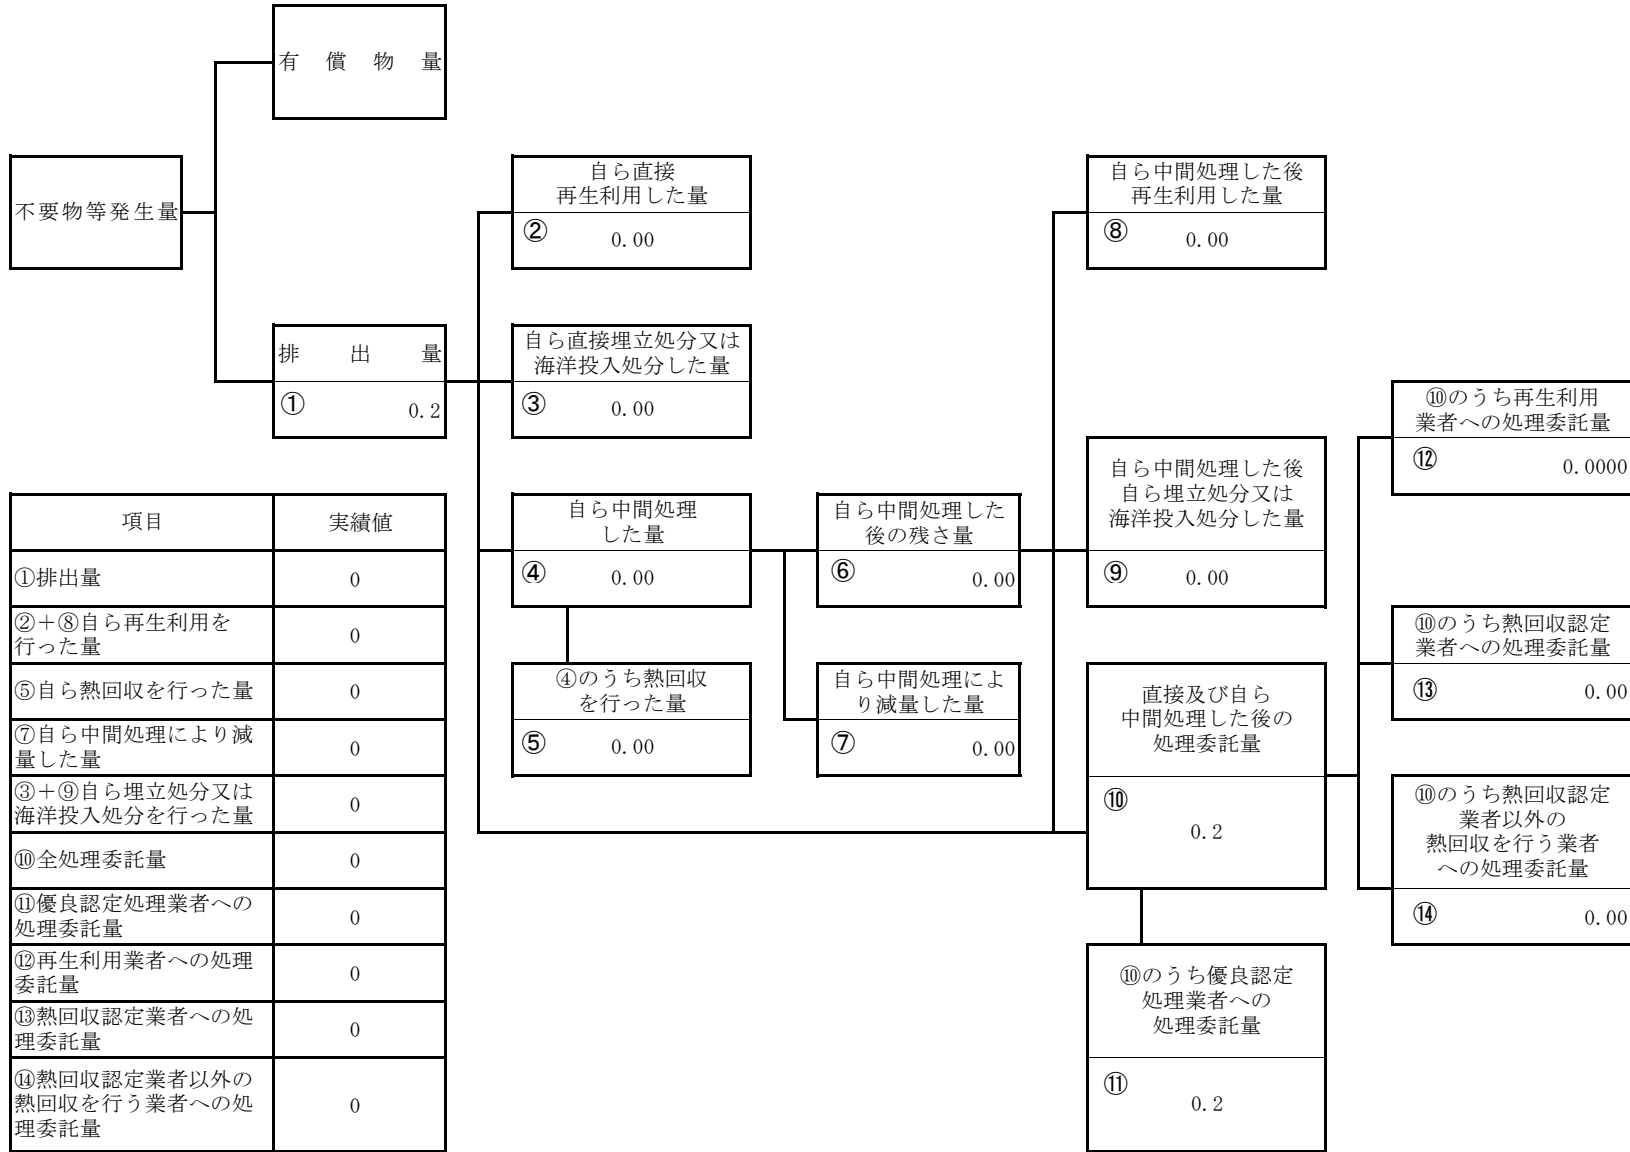 有償物量
不要物等発生量
自ら直接
再生利用した量
② 0.00
自ら中間処理した後
再生利用した量
⑧ 0.00
排出量
① 0.2
自ら直接埋立処分又は
海洋投入処分した量
③ 0.00
⑩のうち再生利用
業者への処理委託量
⑫ 0.0000
自ら中間処理した後
自ら埋立処分又は
海洋投入処分した量
⑨ 0.00
自ら中間処理
した量
④ 0.00
自ら中間処理した
後の残さ量
⑥ 0.00
⑩のうち熱回収認定
業者への処理委託量
⑬ 0.00
④のうち熱回収
を行った量
⑤ 0.00
自ら中間処理によ
り減量した量
⑦ 0.00
直接及び自ら
中間処理した後の
処理委託量
⑩
0.2
⑩のうち熱回収認定
業者以外の
熱回収を行う業者
への処理委託量
⑭ 0.00
⑩のうち優良認定
処理業者への
処理委託量
⑪
0.2
項目 実績値
①排出量 0
②+⑧自ら再生利用を
行った量 0
⑤自ら熱回収を行った量 0
⑦自ら中間処理により減
量した量 0
③+⑨自ら埋立処分又は
海洋投入処分を行った量 0
⑩全処理委託量 0
⑪優良認定処理業者への
処理委託量 0
⑫再生利用業者への処理
委託量 0
⑬熱回収認定業者への処
理委託量 0
⑭熱回収認定業者以外の
熱回収を行う業者への処
理委託量 0